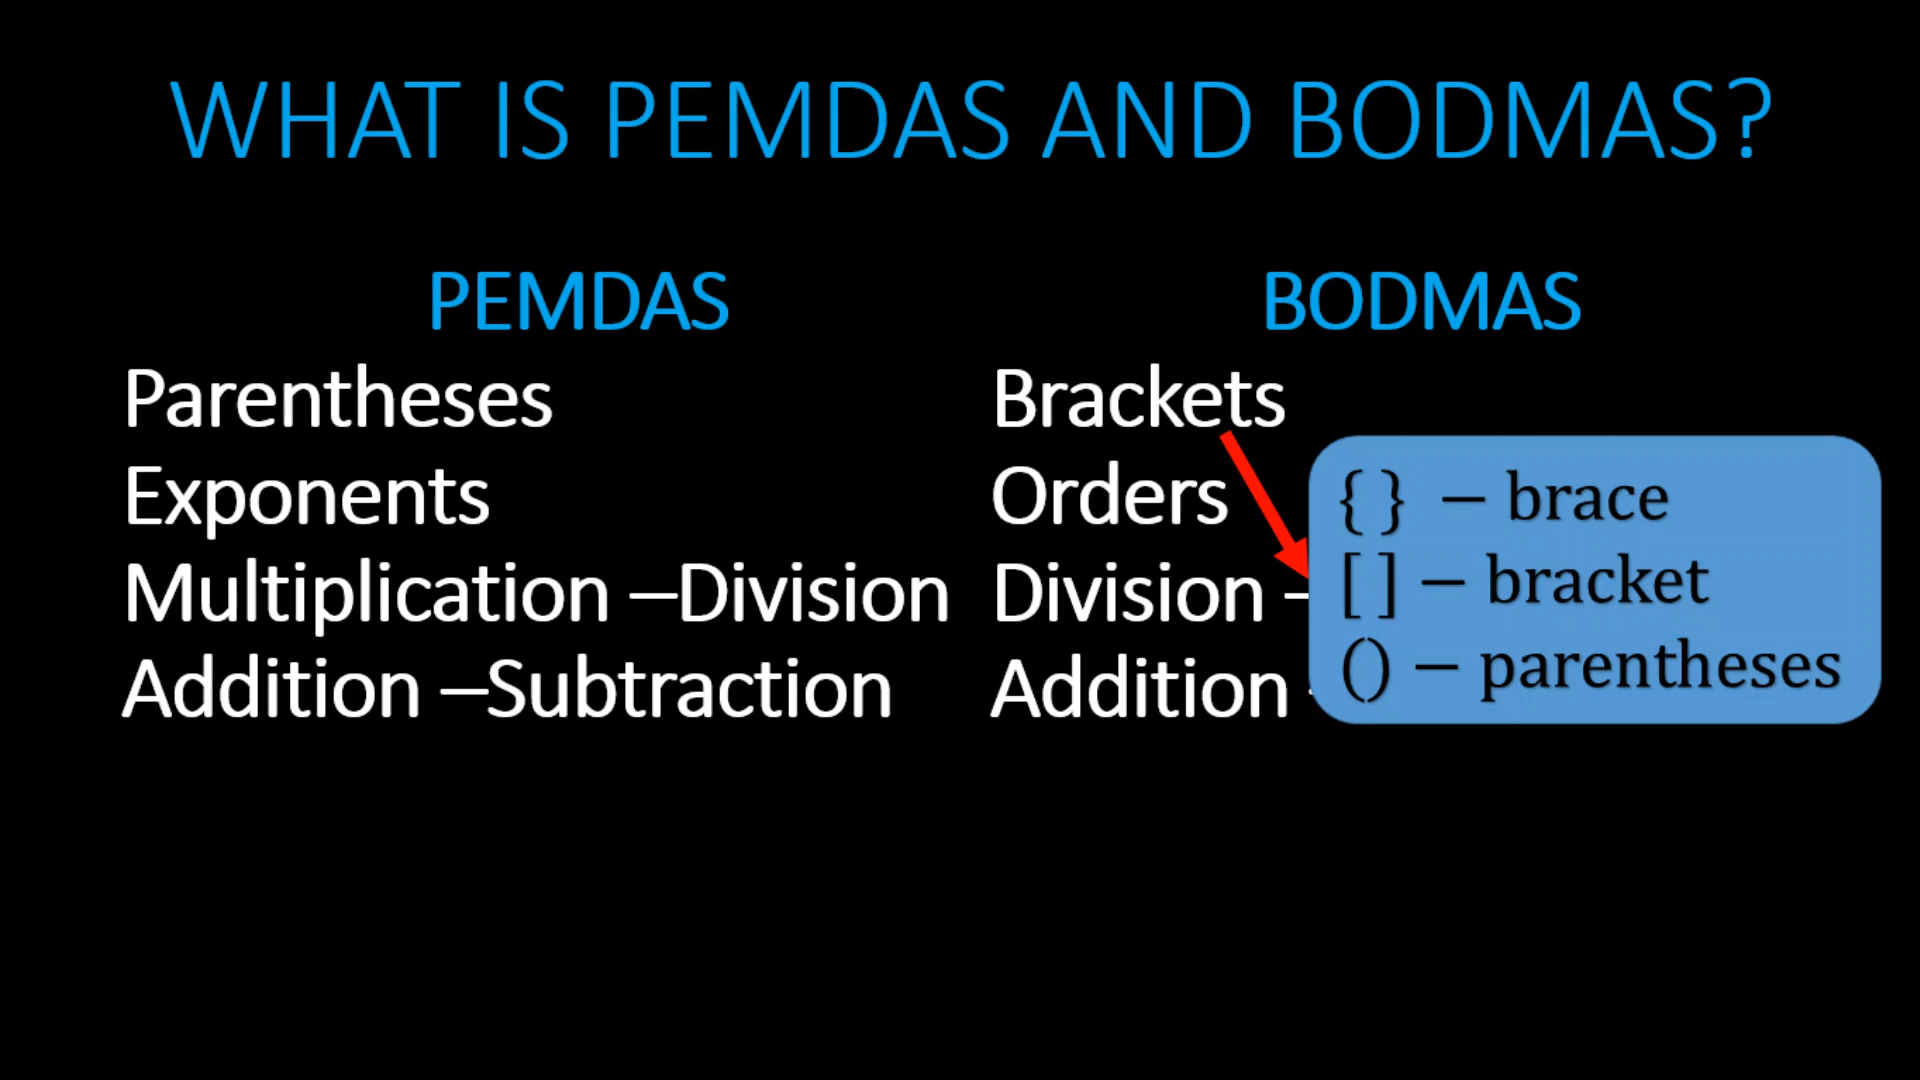 WHAT IS PEMDAS AND BODMAS?
PEMDAS
Parentheses
Exponents
Multiplication –Division
Addition –Subtraction
BODMAS
Brackets
Orders
Division –
Addition
{ } – brace
[ ] – bracket
() – parentheses